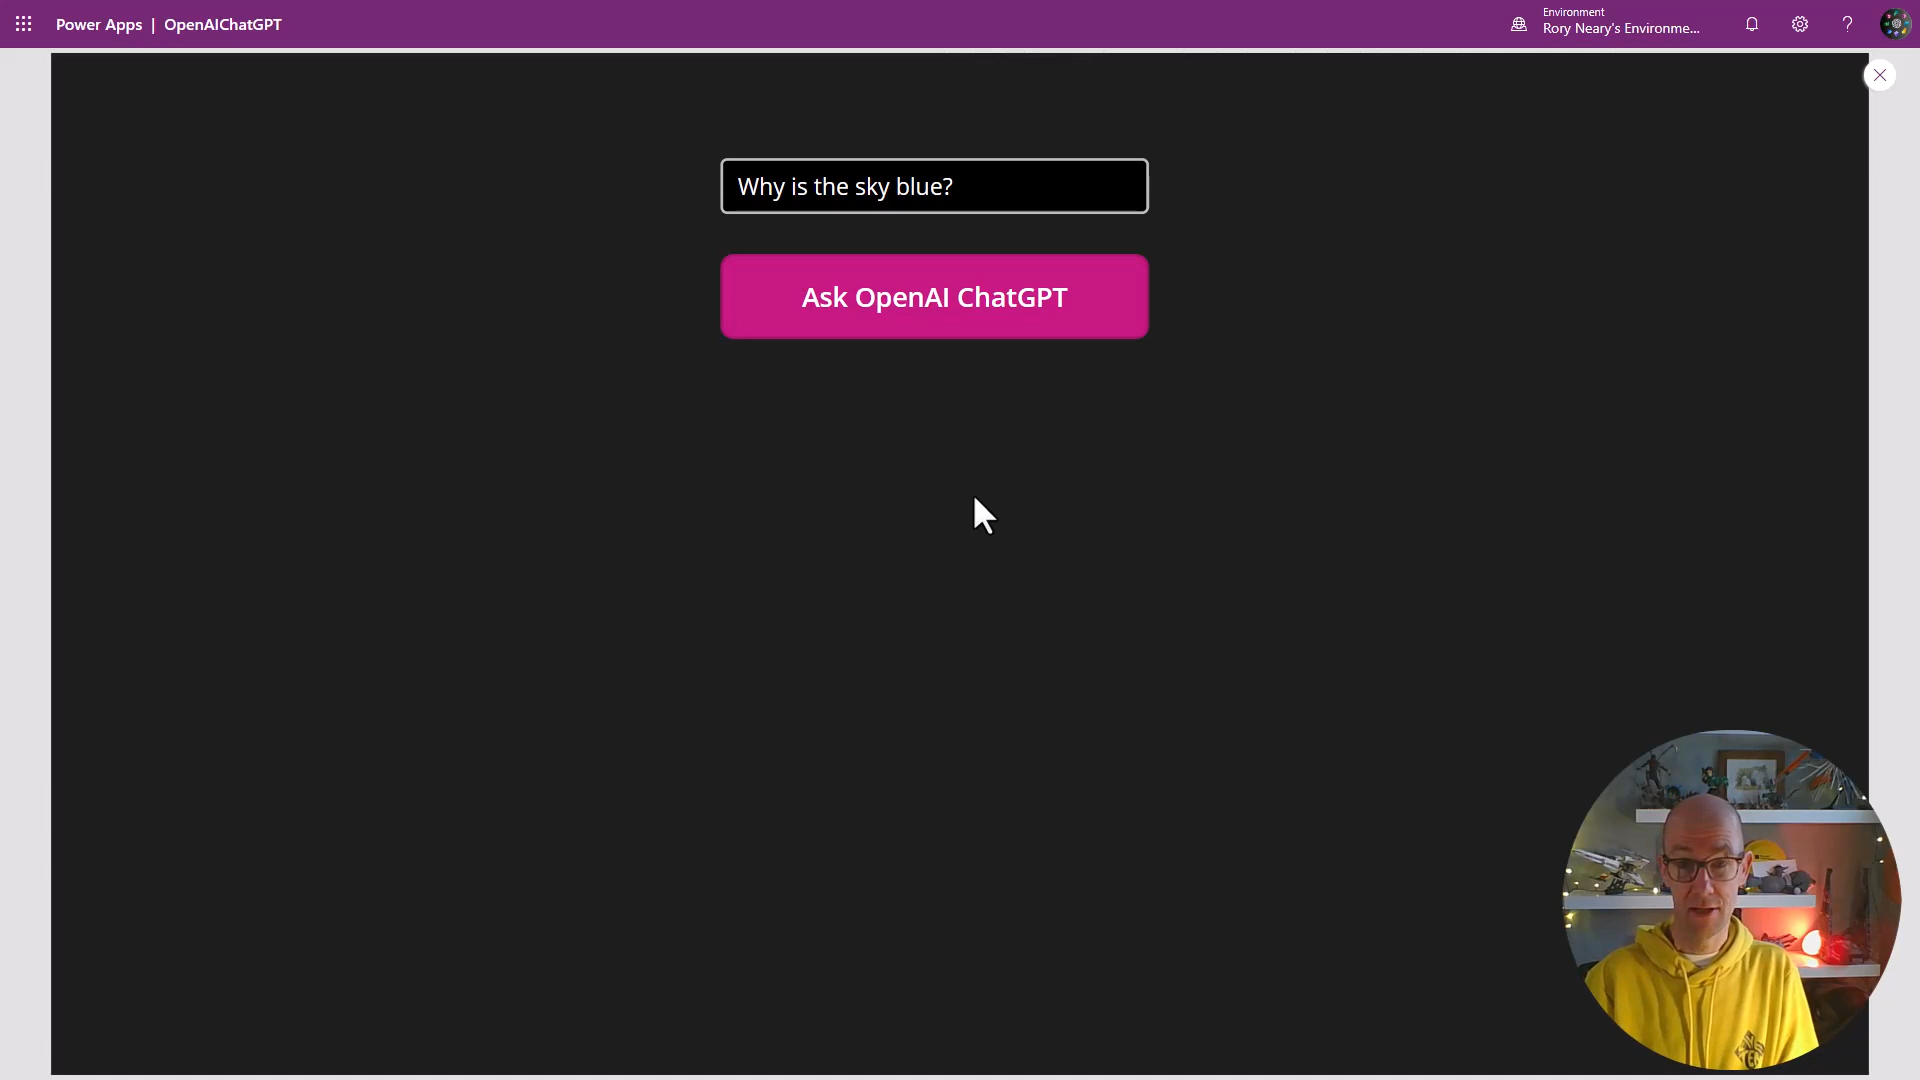 Power Apps | OpenAIChatGPT
Environment
Rory Neary's Environme...
Why is the sky blue?
Ask OpenAI ChatGPT